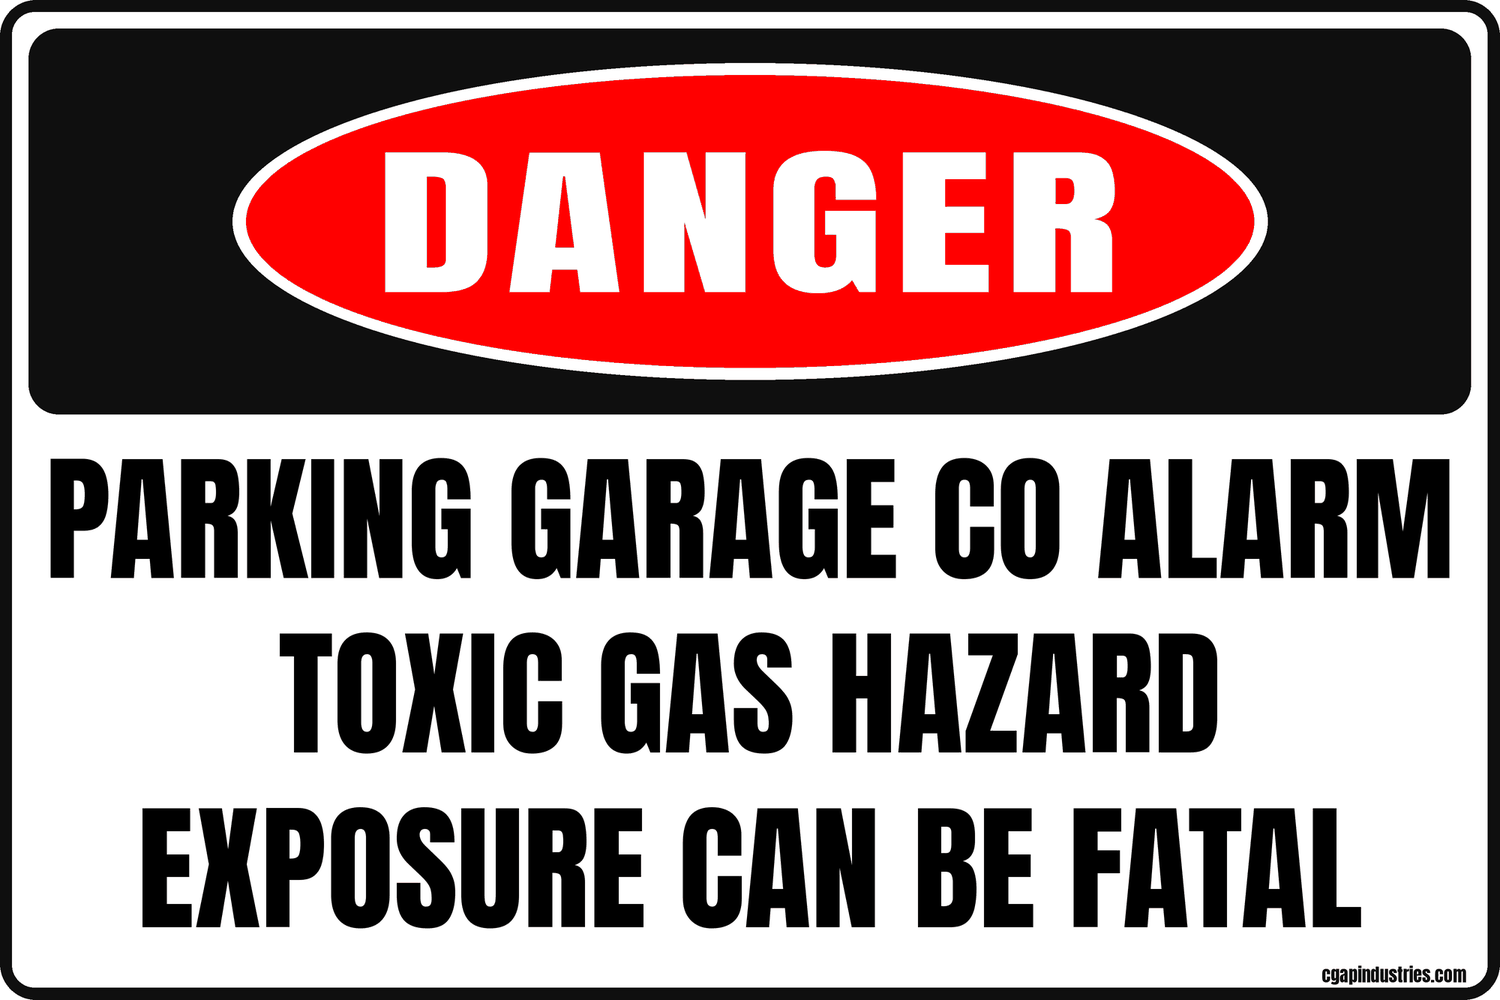 DANGER
PARKING GARAGE CO ALARM
TOXIC GAS HAZARD
EXPOSURE CAN BE FATAL
cgapindustries.com